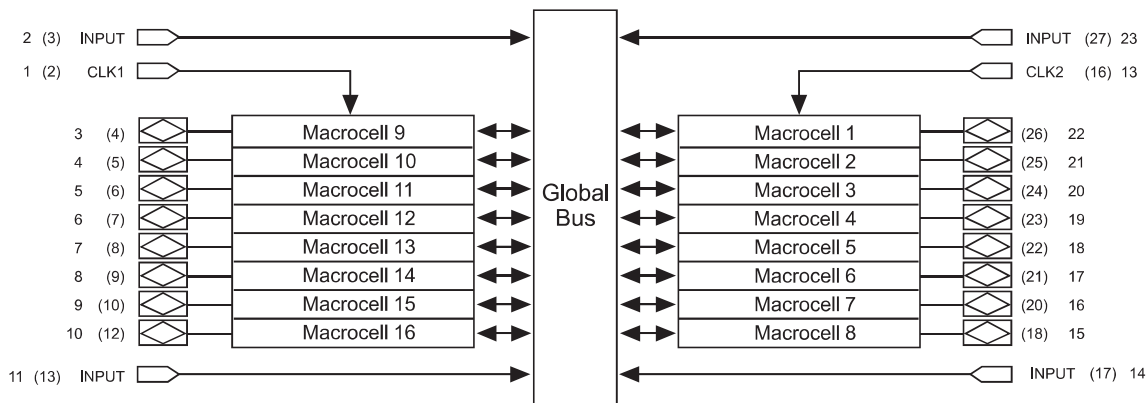 2 (3) INPUT
INPUT (27) 23
1 (2) CLK1
CLK2 (16) 13
3 (4) Macrocell 9
Macrocell 1 (26) 22
4 (5) Macrocell 10
Macrocell 2 (25) 21
5 (6) Macrocell 11
Macrocell 3 (24) 20
6 (7) Macrocell 12
Macrocell 4 (23) 19
7 (8) Macrocell 13
Macrocell 5 (22) 18
8 (9) Macrocell 14
Macrocell 6 (21) 17
9 (10) Macrocell 15
Macrocell 7 (20) 16
10 (12) Macrocell 16
Macrocell 8 (18) 15
Global
Bus
11 (13) INPUT
INPUT (17) 14